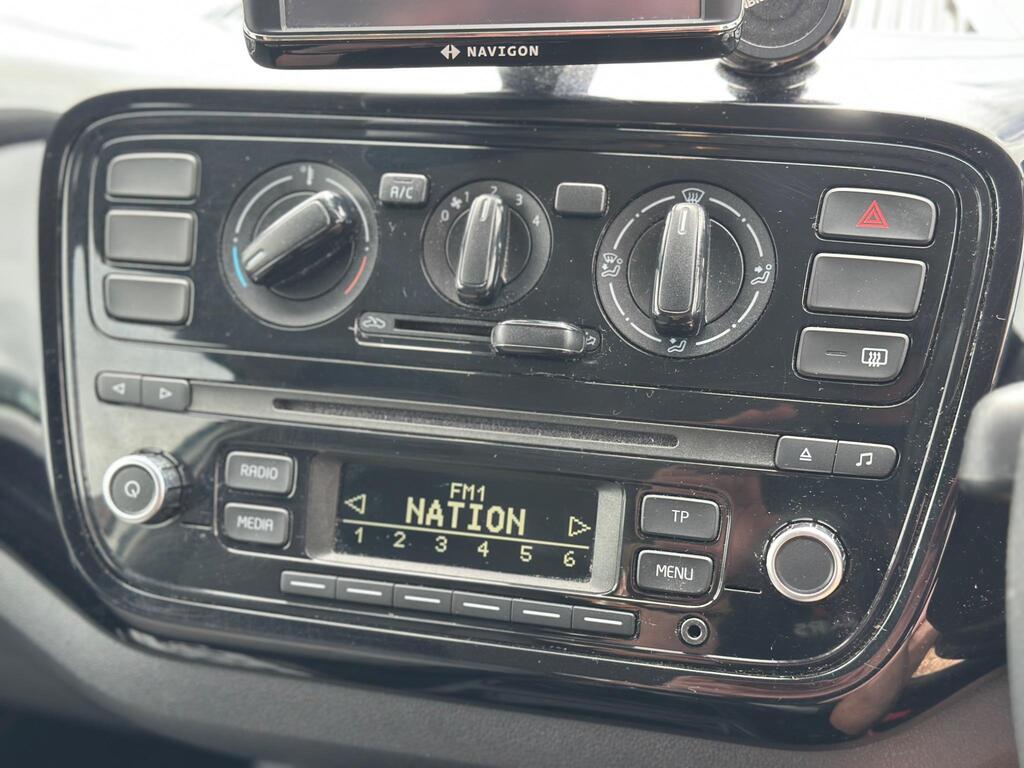 NAVIGON
A/C
0 1 2 3 4
RADIO
MEDIA
FM1
NATION
1 2 3 4 5 6
TP
MENU